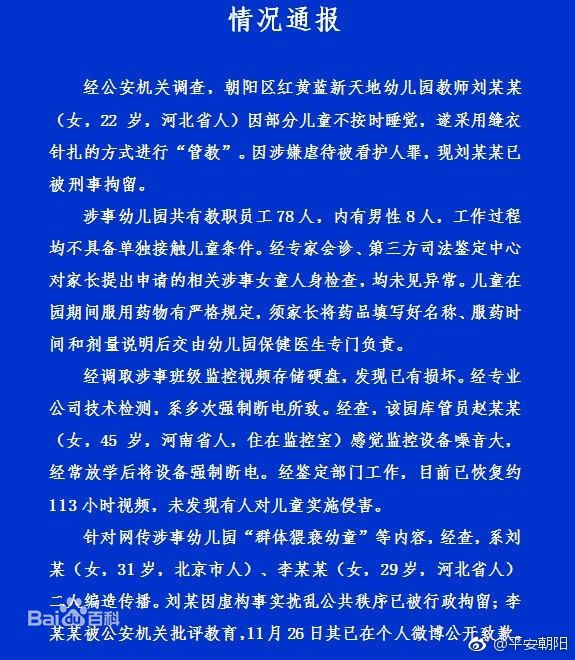 情况通报
经公安机关调查，朝阳区红黄蓝新天地幼儿园教师刘某某
（女，22 岁，河北省人）因部分儿童不按时睡觉，遂采用缝衣
针扎的方式进行“管教”。因涉嫌虐待被看护人罪，现刘某某已
被刑事拘留。
涉事幼儿园共有教职员工78人，内有男性8人，工作过程
均不具备单独接触儿童条件。经专家会诊、第三方司法鉴定中心
对家长提出申请的相关涉事女童人身检查，均未见异常。儿童在
园期间服用药物有严格规定，须家长将药品填写好名称、服药时
间和剂量说明后交由幼儿园保健医生专门负责。
经调取涉事班级监控视频存储硬盘，发现已有损坏。经专业
公司技术检测，系多次强制断电所致。经查，该园库管员赵某某
（女，45 岁，河南省人，住在监控室）感觉监控设备噪音大，
经常放学后将设备强制断电。经鉴定部门工作，目前已恢复约
113小时视频，未发现有人对儿童实施侵害。
针对网传涉事幼儿园“群体猥亵幼童”等内容，经查，系刘
某（女，31岁，北京市人）、李某某（女，29岁，河北省人）
二人编造传播。刘某因虚构事实扰乱公共秩序已被行政拘留；李
某某被公安机关批评教育，11月26日其已在个人微博公开致歉。
Bai百科
@平安朝阳